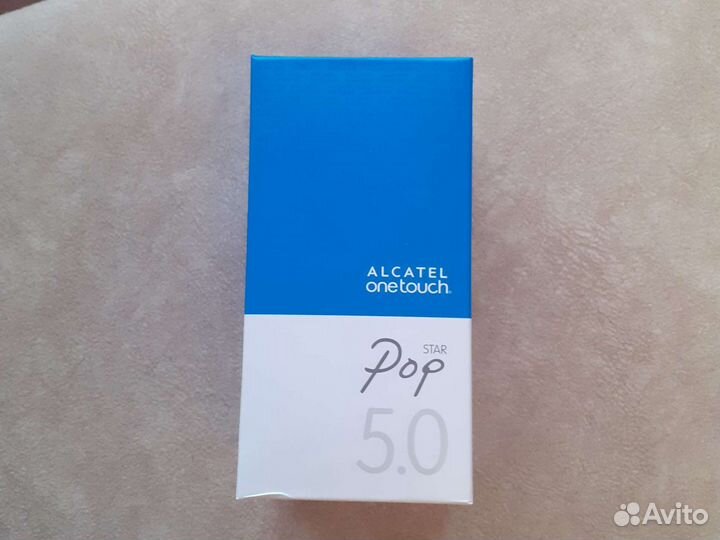 ALCATEL
onetouch®
STAR
Pop
5.0
Avito